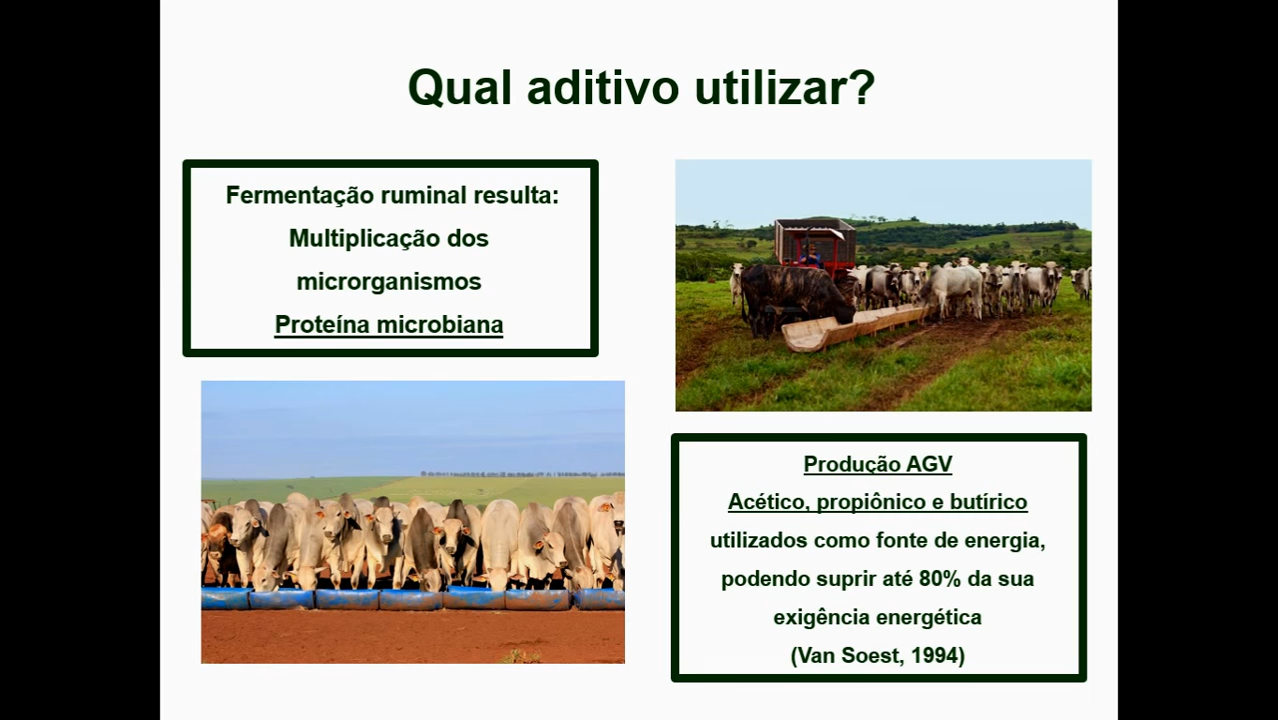 Qual aditivo utilizar?
Fermentação ruminal resulta:
Multiplicação dos
microrganismos
Proteína microbiana
Produção AGV
Acético, propiônico e butírico
utilizados como fonte de energia,
podendo suprir até 80% da sua
exigência energética
(Van Soest, 1994)